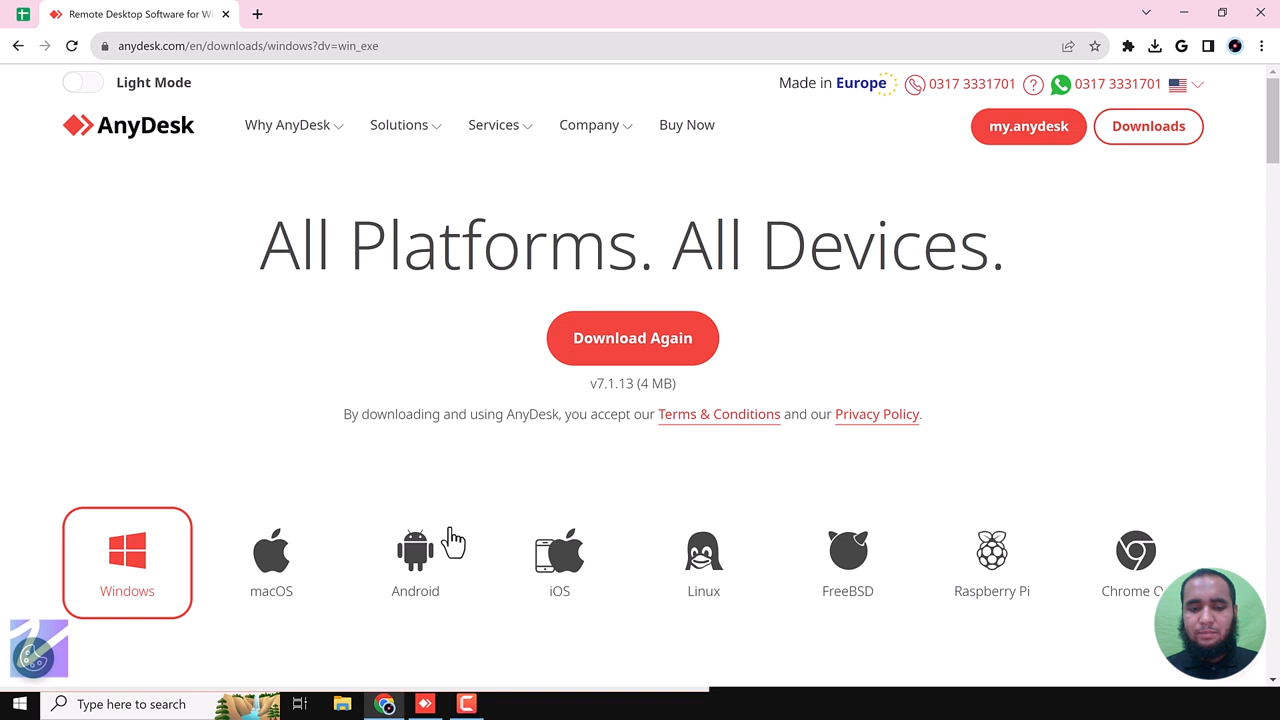 Remote Desktop Software for Wi
anydesk.com/en/downloads/windows?dv=win_exe
Light Mode
Made in Europe
0317 3331701
?
0317 3331701
AnyDesk
Why AnyDesk
Solutions
Services
Company
Buy Now
my.anydesk
Downloads
All Platforms. All Devices.
Download Again
v7.1.13 (4 MB)
By downloading and using AnyDesk, you accept our Terms & Conditions and our Privacy Policy.
Windows
macOS
Android
iOS
Linux
FreeBSD
Raspberry Pi
Chrome O
Type here to search